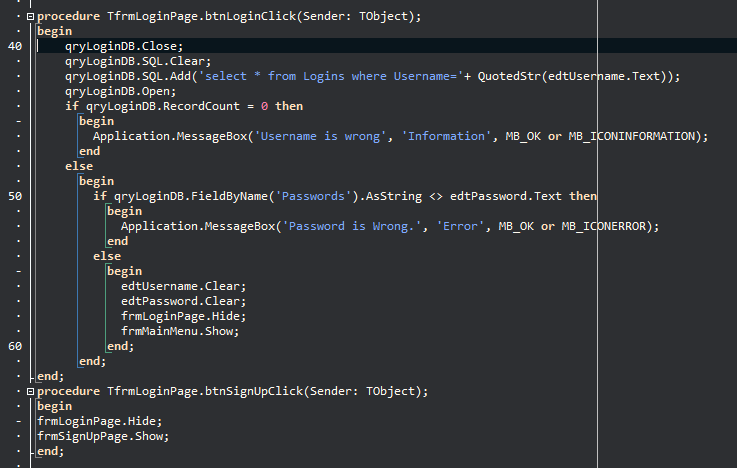 procedure TfrmLoginPage.btnLoginClick(Sender: TObject);
begin
40 qryLoginDB.Close;
qryLoginDB.SQL.Clear;
qryLoginDB.SQL.Add('select * from Logins where Username='+ QuotedStr(edtUsername.Text));
qryLoginDB.Open;
if qryLoginDB.RecordCount = 0 then
begin
Application.MessageBox('Username is wrong', 'Information', MB_OK or MB_ICONINFORMATION);
end
else
begin
50 if qryLoginDB.FieldByName('Passwords').AsString <> edtPassword.Text then
begin
Application.MessageBox('Password is Wrong.', 'Error', MB_OK or MB_ICONERROR);
end
else
begin
edtUsername.Clear;
edtPassword.Clear;
frmLoginPage.Hide;
frmMainMenu.Show;
60 end;
end;
end;
procedure TfrmLoginPage.btnSignUpClick(Sender: TObject);
begin
frmLoginPage.Hide;
frmSignUpPage.Show;
end;